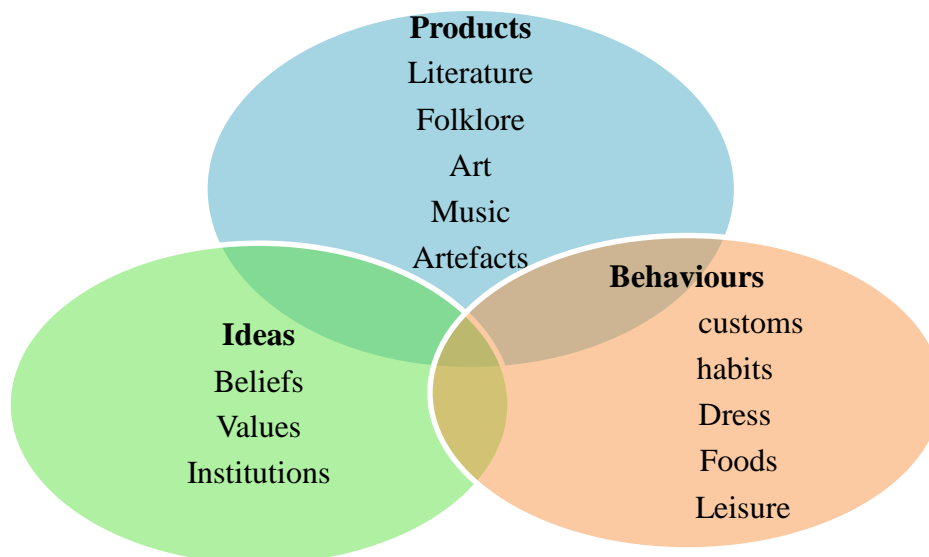 Products
Literature
Folklore
Art
Music
Artefacts
Ideas
Beliefs
Values
Institutions
Behaviours
customs
habits
Dress
Foods
Leisure